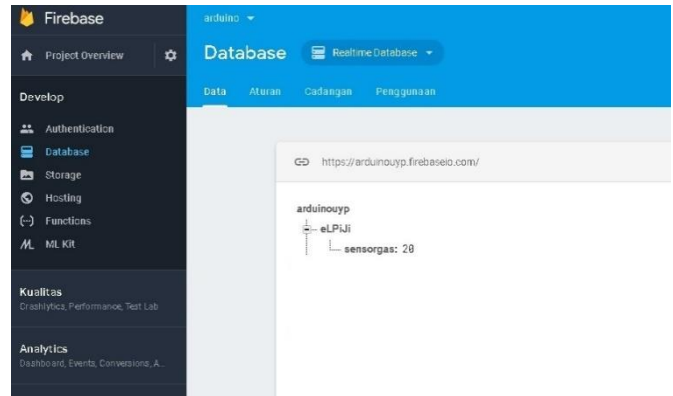 Firebase
Project Overview
Develop
Authentication
Database
Storage
Hosting
Functions
ML Kit
Kualitas
Crashlytics, Performance, Test Lab
Analytics
Dashboard, Events, Conversions, A...
arduino
Database
Realtime Database
Data Aturan Cadangan Penggunaan
https://arduinouyp.firebaseio.com/
arduinouyp
eLPiJi
sensorgas: 20